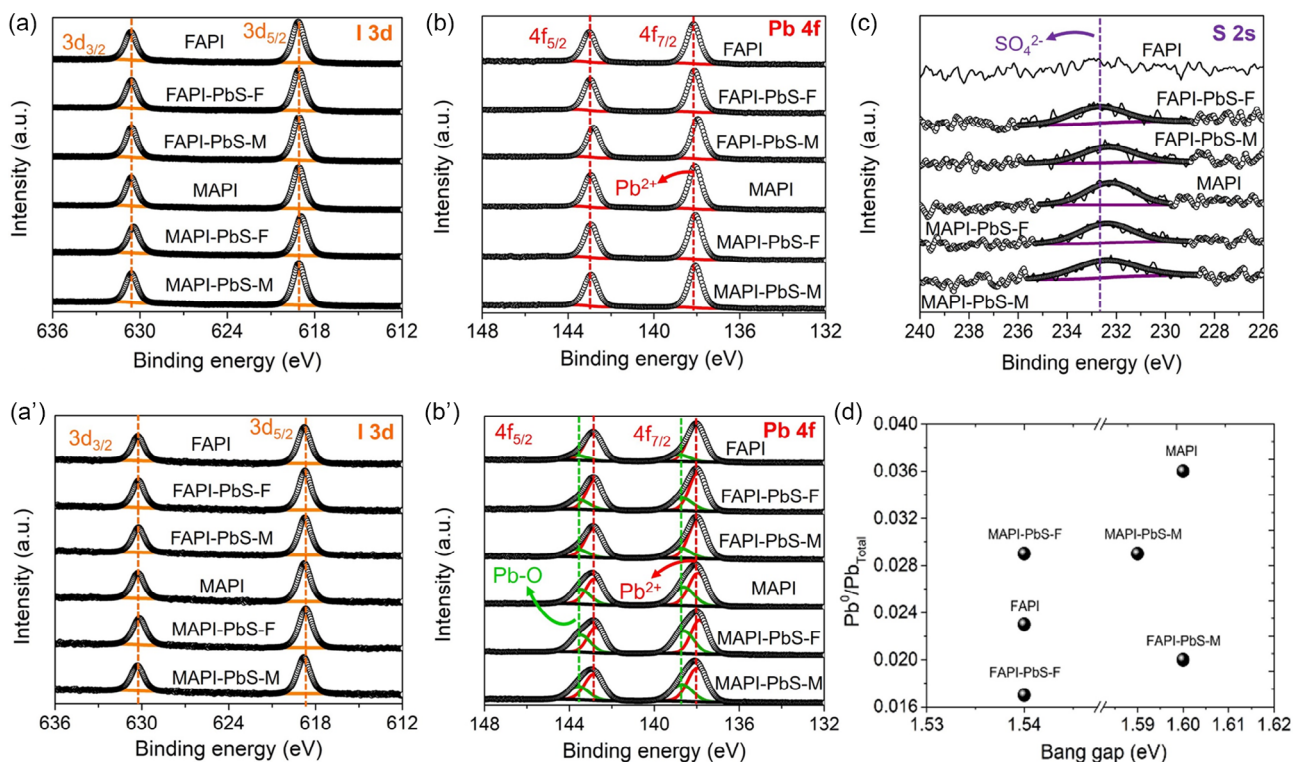 (a)
I 3d
3d3/2
3d5/2
FAPI
FAPI-PbS-F
FAPI-PbS-M
MAPI
MAPI-PbS-F
MAPI-PbS-M
Intensity (a.u.)
636 630 624 618 612
Binding energy (eV)
(b)
Pb 4f
4f5/2
4f7/2
FAPI
FAPI-PbS-F
FAPI-PbS-M
Pb2+
MAPI
MAPI-PbS-F
MAPI-PbS-M
Intensity (a.u.)
148 144 140 136 132
Binding energy (eV)
(c)
S 2s
SO42-
FAPI
FAPI-PbS-F
FAPI-PbS-M
MAPI
MAPI-PbS-F
MAPI-PbS-M
Intensity (a.u.)
240 235 230 228 226
Binding energy (eV)
(a')
I 3d
3d3/2
3d5/2
FAPI
FAPI-PbS-F
FAPI-PbS-M
MAPI
MAPI-PbS-F
MAPI-PbS-M
Intensity (a.u.)
636 630 624 618 612
Binding energy (eV)
(b')
Pb 4f
4f5/2
4f7/2
FAPI
FAPI-PbS-F
FAPI-PbS-M
Pb-O
Pb2+
MAPI
MAPI-PbS-F
MAPI-PbS-M
Intensity (a.u.)
148 144 140 136 132
Binding energy (eV)
(d)
0.040
0.036
0.032
0.028
0.024
0.020
0.016
Pb0/PbTotal
MAPI
MAPI-PbS-F
MAPI-PbS-M
FAPI
FAPI-PbS-M
FAPI-PbS-F
1.53 1.54 1.59 1.60 1.61 1.62
Bang gap (eV)